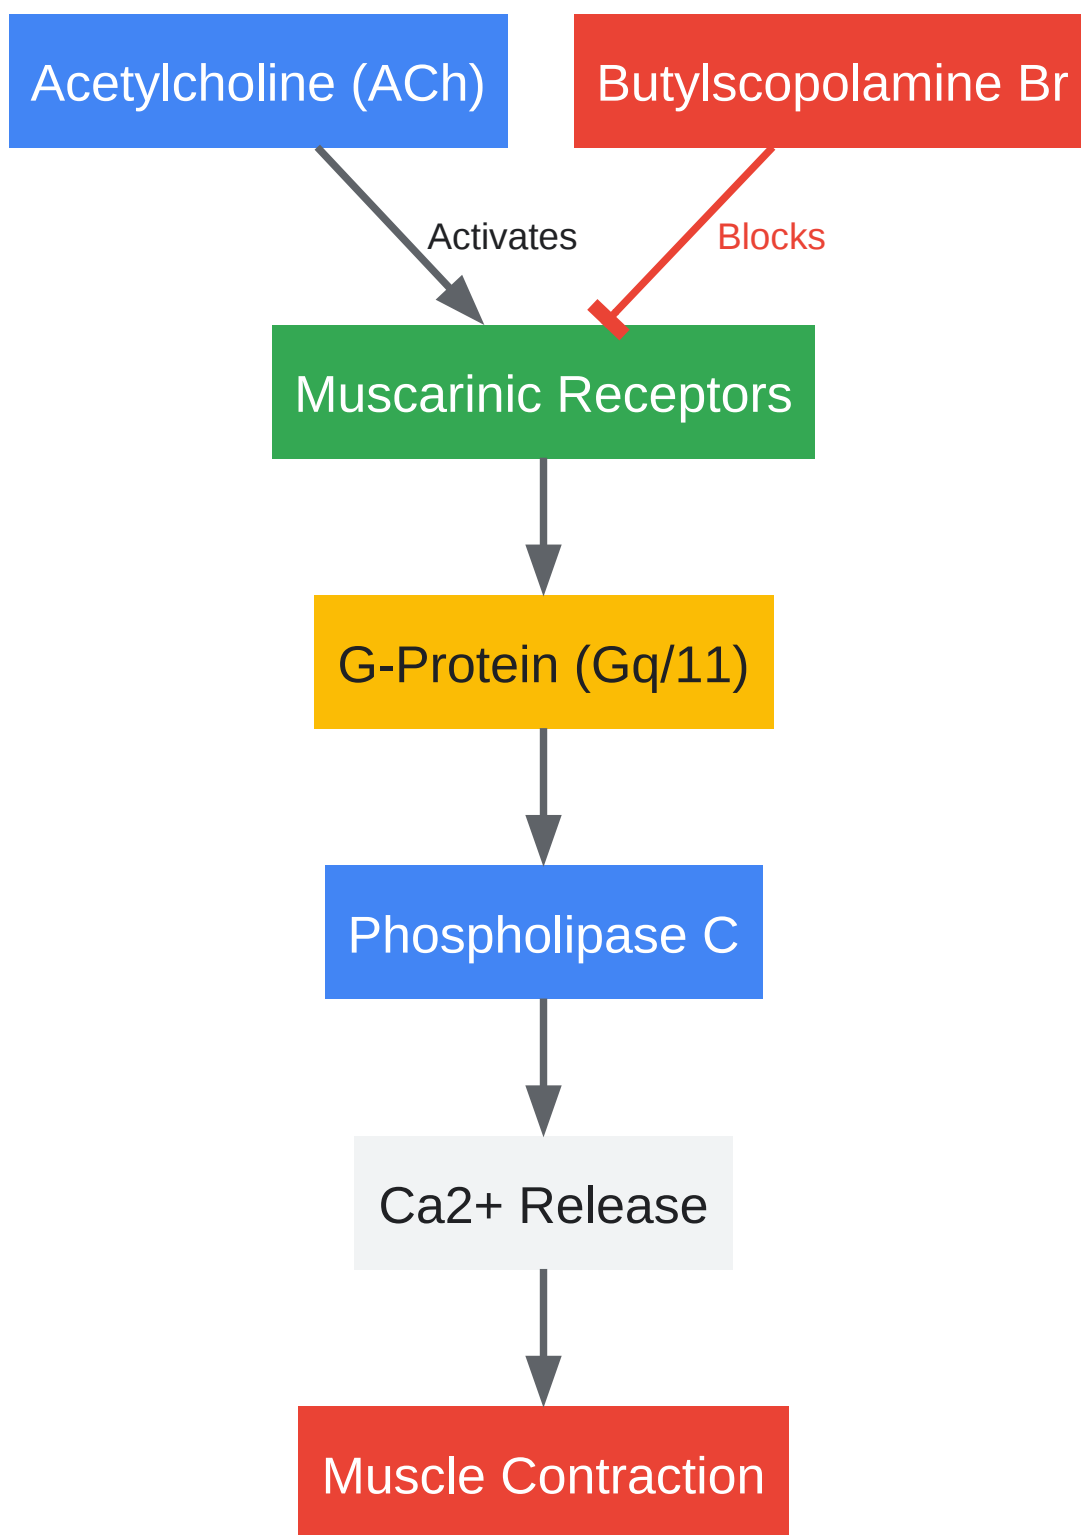 Acetylcholine (ACh)
Butylscopolamine Br
Activates
Blocks
Muscarinic Receptors
G-Protein (Gq/11)
Phospholipase C
Ca2+ Release
Muscle Contraction